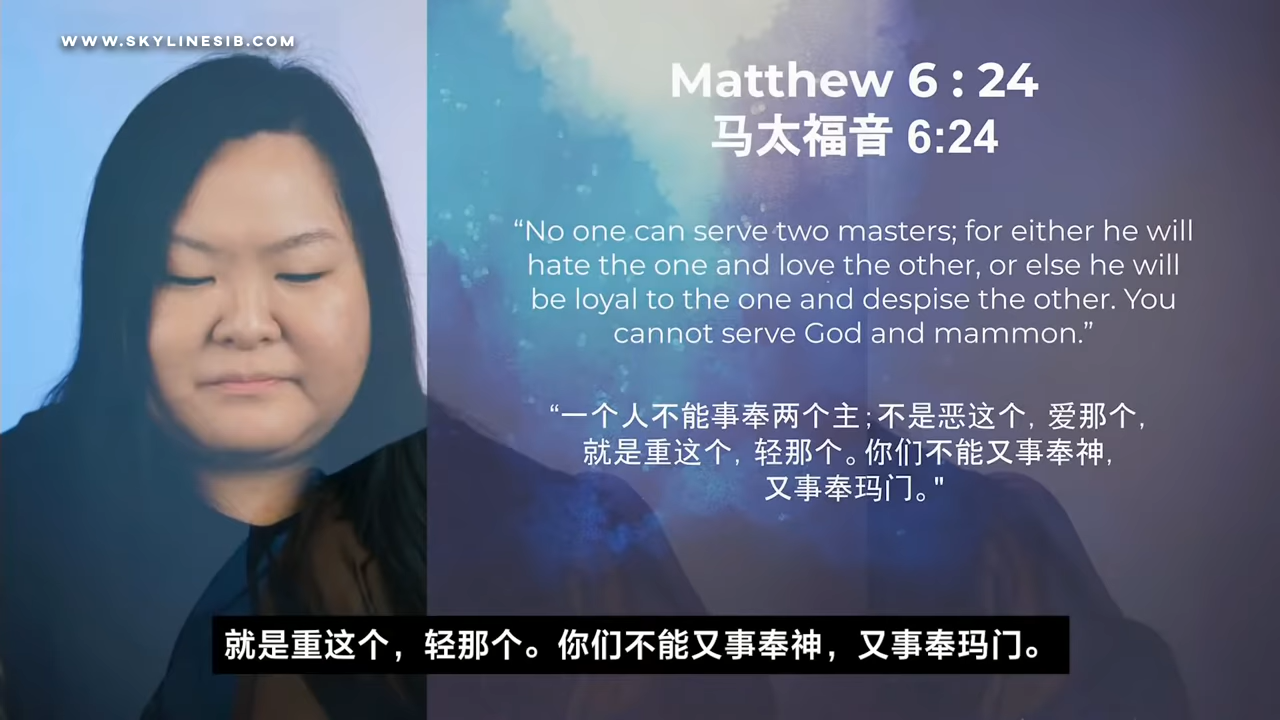 WWW.SKYLINESIB.COM
Matthew 6 : 24
马太福音 6:24
“No one can serve two masters; for either he will
hate the one and love the other, or else he will
be loyal to the one and despise the other. You
cannot serve God and mammon.”
“一个人不能事奉两个主；不是恶这个，爱那个，
就是重这个，轻那个。你们不能又事奉神，
又事奉玛门。"
就是重这个，轻那个。你们不能又事奉神，又事奉玛门。